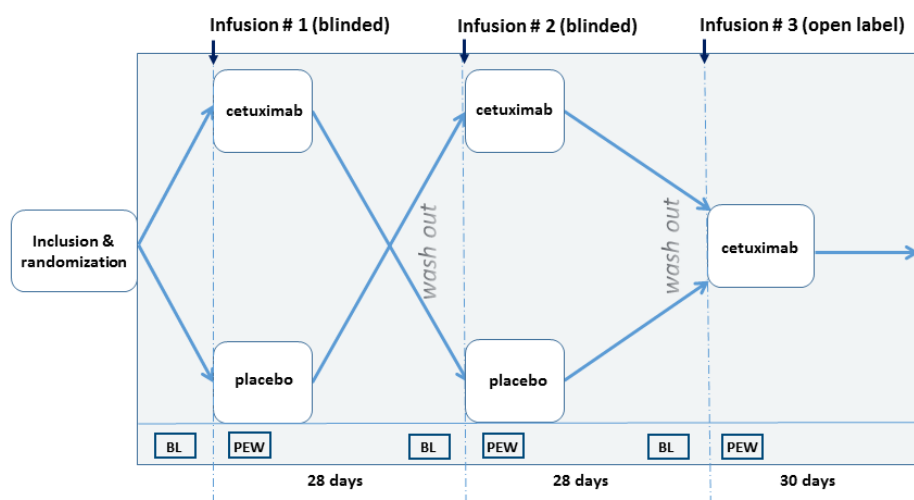 Infusion # 1 (blinded)
Infusion # 2 (blinded)
Infusion # 3 (open label)
cetuximab
cetuximab
Inclusion &
randomization
wash out
wash out
cetuximab
placebo
placebo
BL
PEW
BL
PEW
BL
PEW
28 days
28 days
30 days